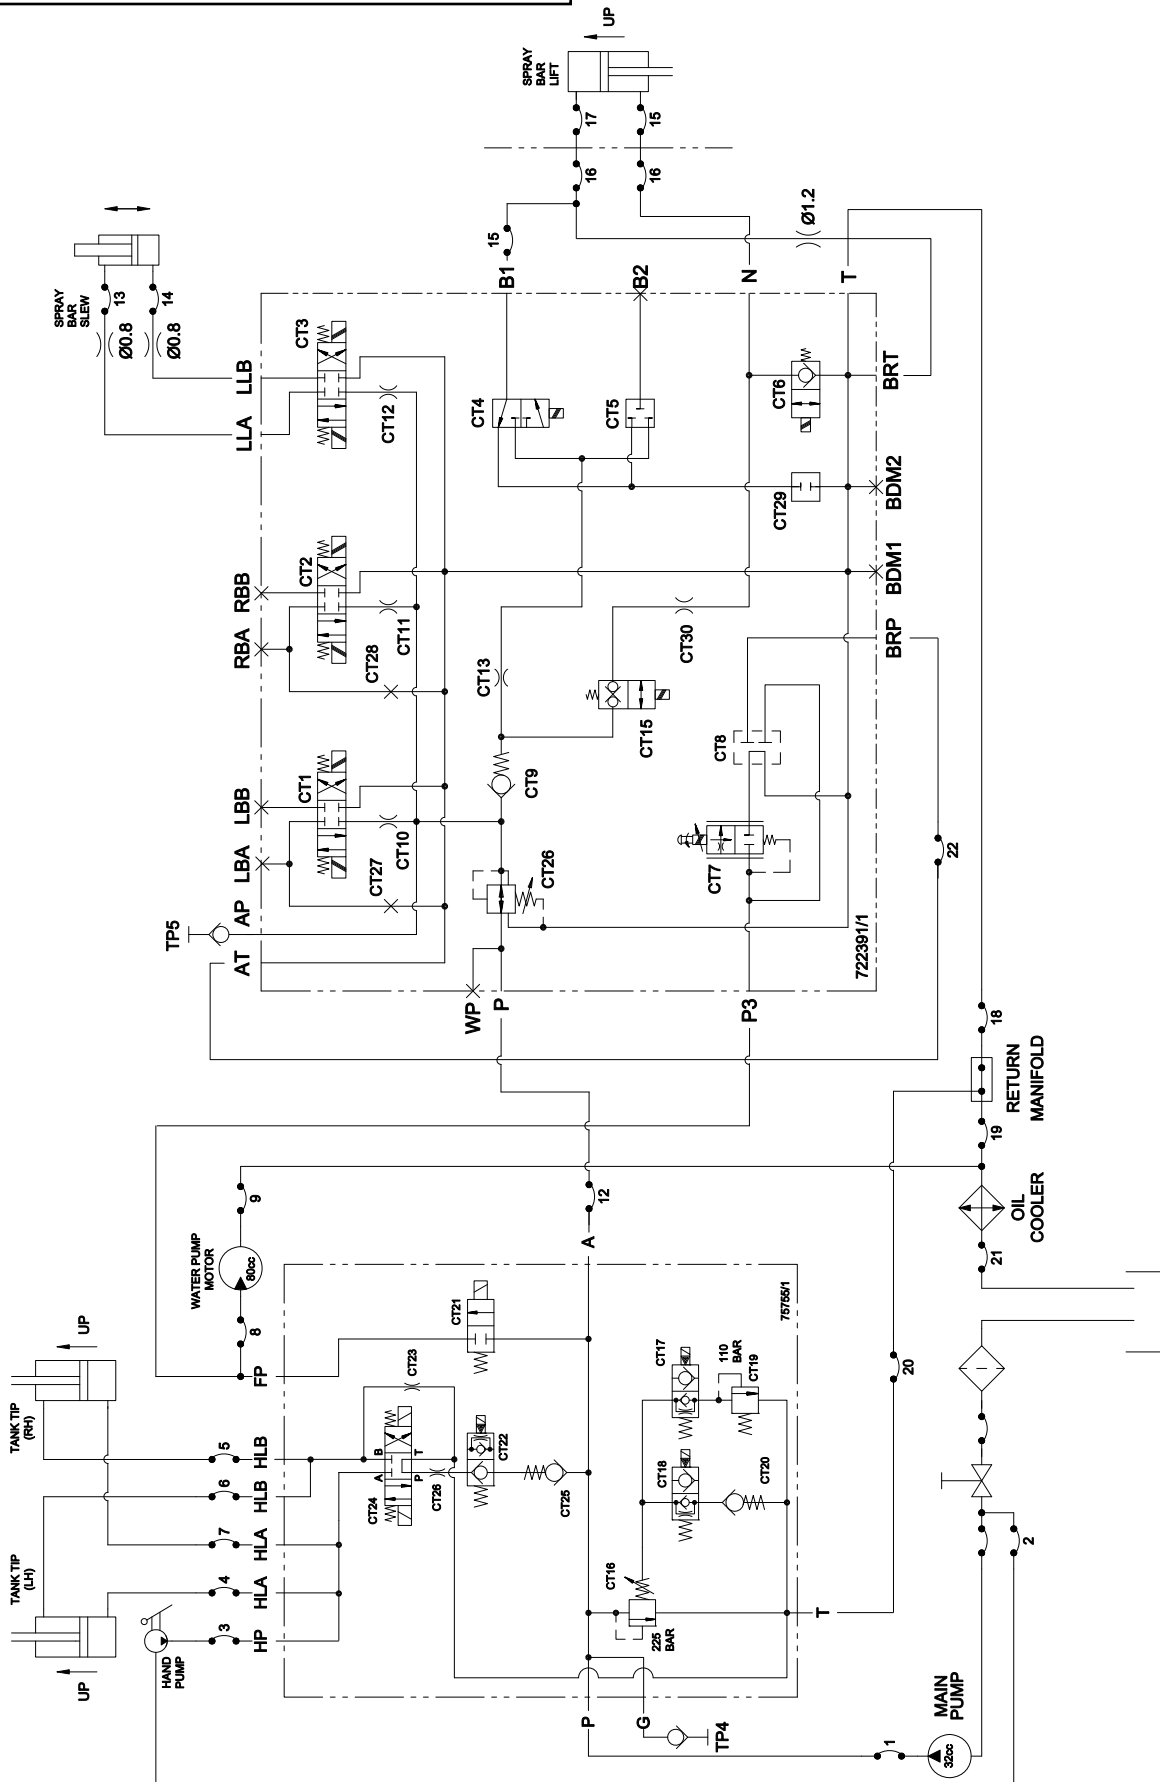 UP
SPRAY
BAR
LIFT
17
15
16
16
15
Ø1.2
B1
B2
N
T
SPRAY
BAR
SLEW
13
14
Ø0.8
Ø0.8
LLB
LLA
CT3
CT12
CT4
CT5
CT6
BRT
RBB
RBA
CT2
CT11
CT28
CT29
BDM2
BDM1
CT13
CT30
CT15
BRP
LBB
LBA
CT1
CT10
CT27
CT9
CT8
CT7
CT26
22
TP5
AP
AT
WP
P
P3
722391/1
18
RETURN
MANIFOLD
19
OIL
COOLER
21
12
A
9
WATER PUMP
MOTOR
80cc
8
FP
UP
TANK TIP
(RH)
5
HLB
6
HLB
7
HLA
4
HLA
3
HP
TANK TIP
(LH)
UP
HAND
PUMP
CT21
CT23
B
A
T
P
CT24
CT26
CT22
CT25
CT17
110
BAR
CT19
CT18
CT20
CT16
225
BAR
75755/1
20
T
P
G
TP4
1
MAIN
PUMP
32cc
2